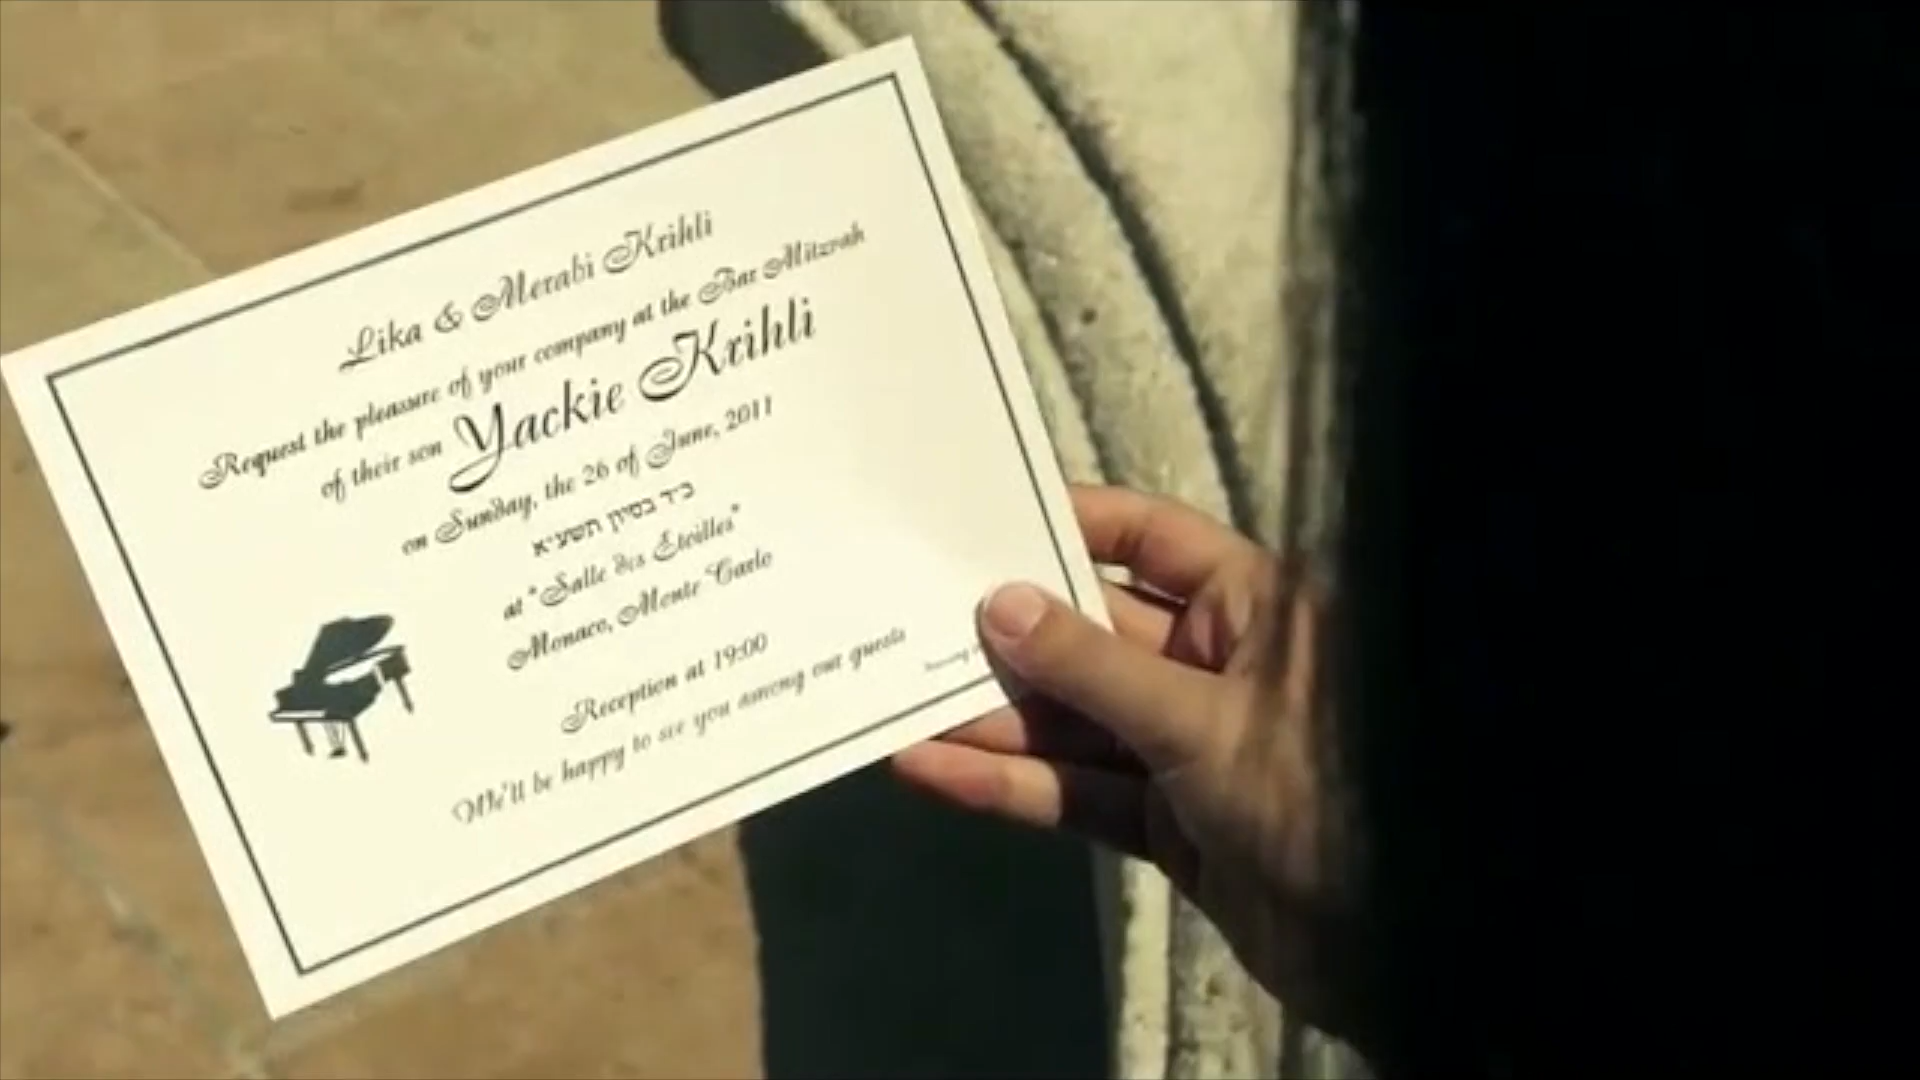 Lika & Merabi Krihli
Request the pleasure of your company at the Bar Mitzvah
of their son Yackie Krihli
on Sunday, the 26 of June, 2011
כ״ד בסיון תשע״א
at "Salle des Etoilles"
Monaco, Monte Carlo
Reception at 19:00
We'll be happy to see you among our guests